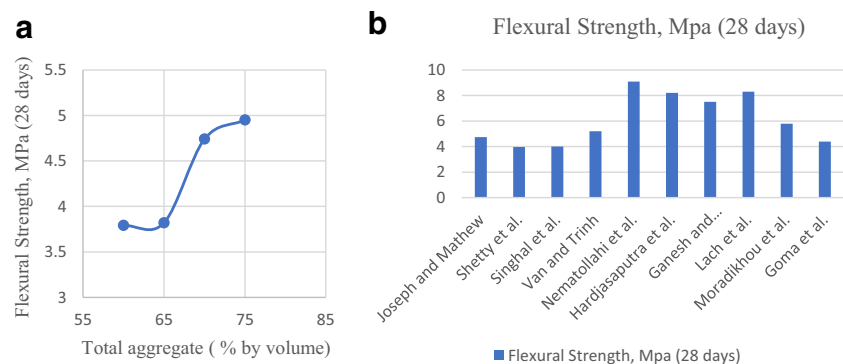 a
5.5
5
4.5
4
3.5
3
55
65
75
85
Flexural Strength, MPa (28 days)
Total aggregate ( % by volume)
b
Flexural Strength, Mpa (28 days)
10
8
6
4
2
0
Joseph and Mathew
Shetty et al.
Singhal et al.
Van and Trinh
Nematollahi et al.
Hardjasaputra et al.
Ganesh and...
Lach et al.
Moradikhou et al.
Goma et al.
Flexural Strength, Mpa (28 days)